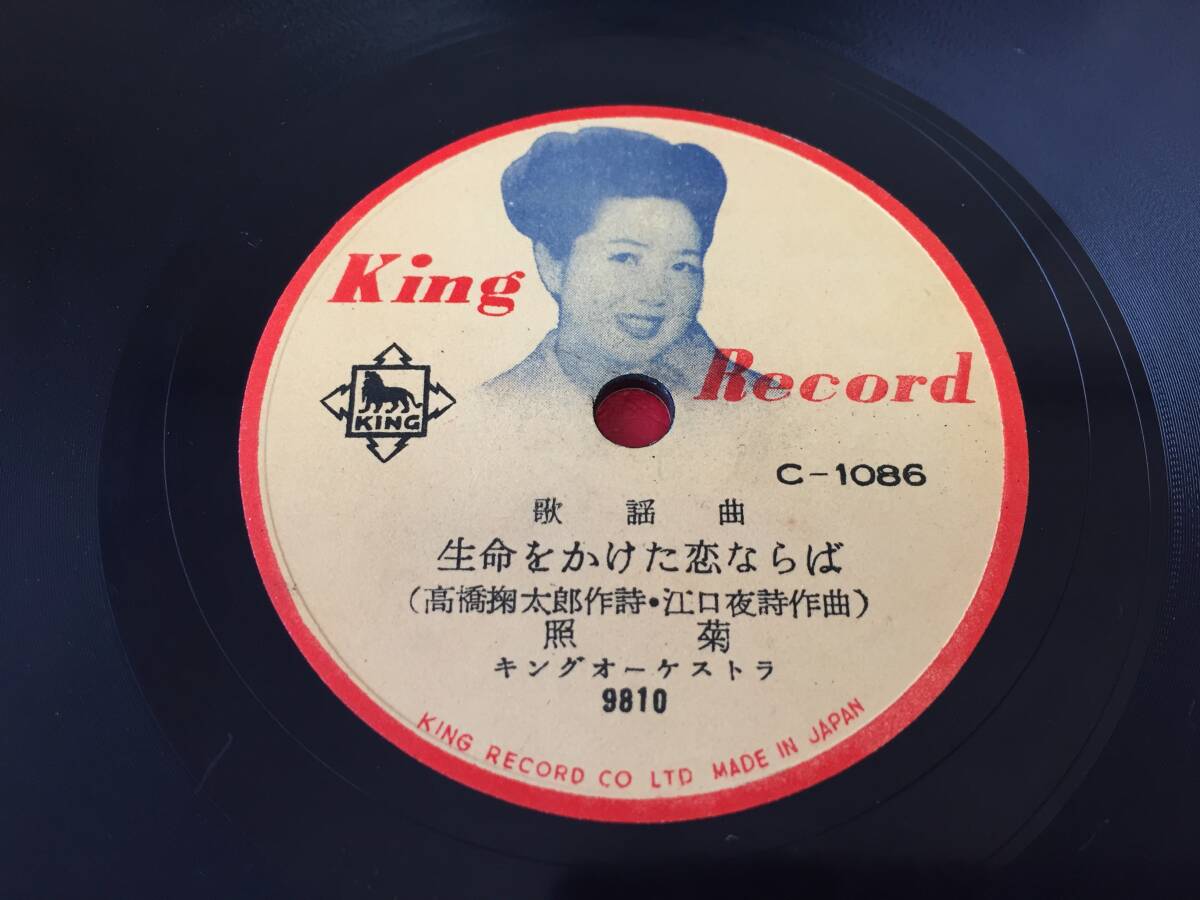 King
Record
KING
C-1086
歌謡曲
生命をかけた恋ならば
(髙橋掬太郎作詩・江口夜詩作曲)
照菊
キングオーケストラ
9810
KING RECORD CO LTD MADE IN JAPAN